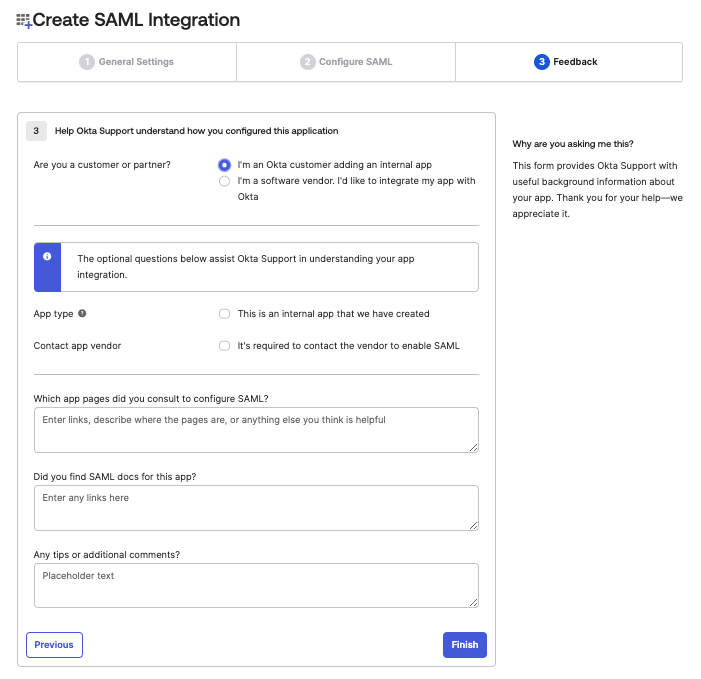 Create SAML Integration
1 General Settings
2 Configure SAML
3 Feedback
3 Help Okta Support understand how you configured this application
Are you a customer or partner?
I'm an Okta customer adding an internal app
I'm a software vendor. I'd like to integrate my app with
Okta
The optional questions below assist Okta Support in understanding your app
integration.
App type ?
This is an internal app that we have created
Contact app vendor
It's required to contact the vendor to enable SAML
Which app pages did you consult to configure SAML?
Enter links, describe where the pages are, or anything else you think is helpful
Did you find SAML docs for this app?
Enter any links here
Any tips or additional comments?
Placeholder text
Previous
Finish
Why are you asking me this?
This form provides Okta Support with
useful background information about
your app. Thank you for your help—we
appreciate it.